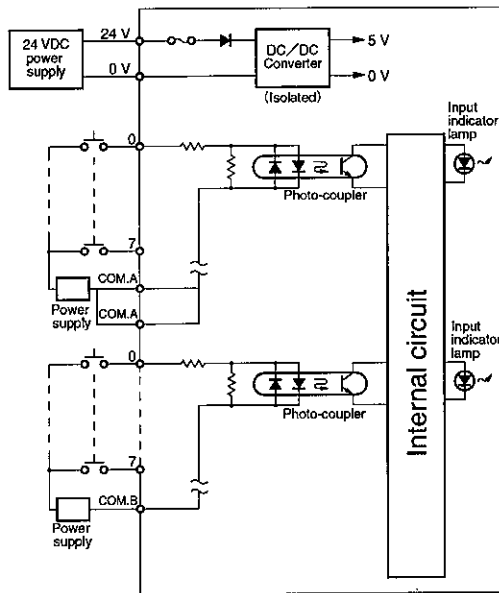 24 VDC
power
supply
24 V
0 V
DC/DC
Converter
(Isolated)
5 V
0 V
Input
indicator
lamp
0
Photo-coupler
7
COM.A
Power
supply
COM.A
Internal circuit
0
Input
indicator
lamp
Photo-coupler
7
COM.B
Power
supply